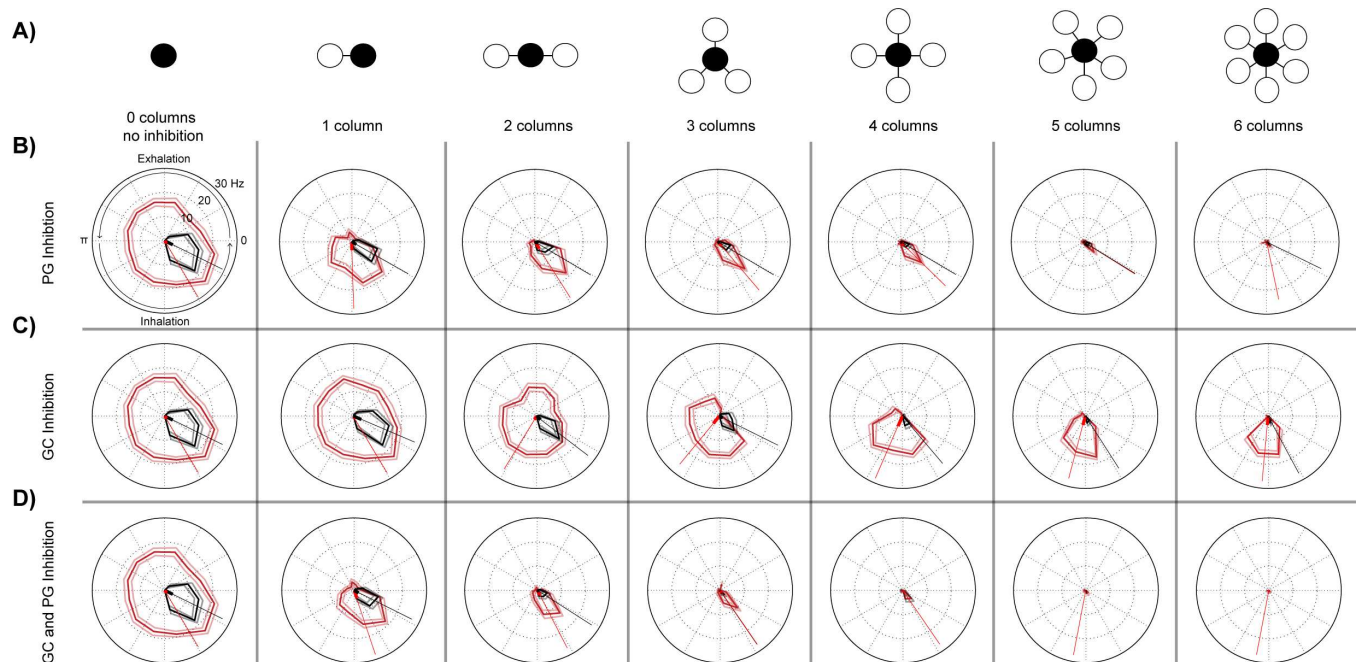 A)
0 columns
no inhibition
1 column
2 columns
3 columns
4 columns
5 columns
6 columns
B)
PG Inhibtion
Exhalation
30 Hz
20
10
π
0
Inhalation
C)
GC Inhibition
D)
GC and PG Inhibition